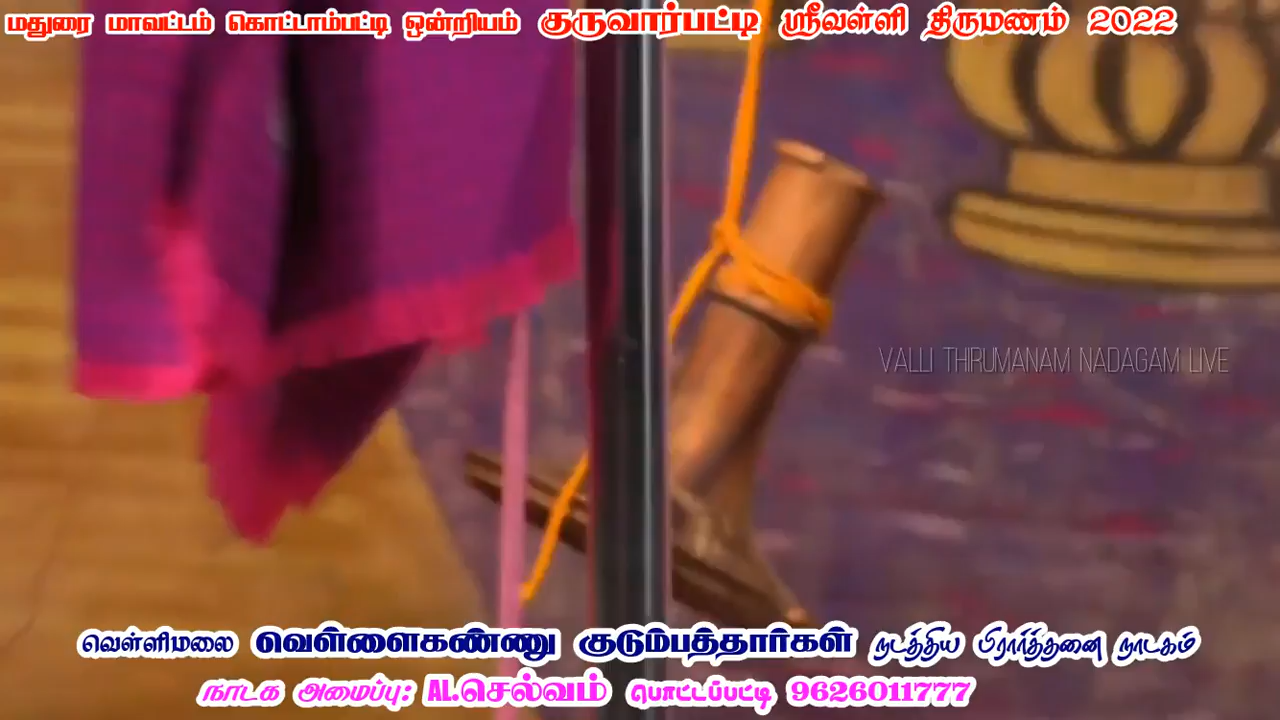 மதுரை மாவட்டம் கொட்டாம்பட்டி ஒன்றியம் குருவார்பட்டி ஸ்ரீவள்ளி திருமணம் 2022
VALLI THIRUMANAM NADAGAM LIVE
வெள்ளிமலை வெள்ளைகண்ணு குடும்பத்தார்கள் நடத்திய பிரார்த்தனை நாடகம்
நாடக அமைப்பு: AL.செல்வம் பொட்டப்பட்டி 9626011777